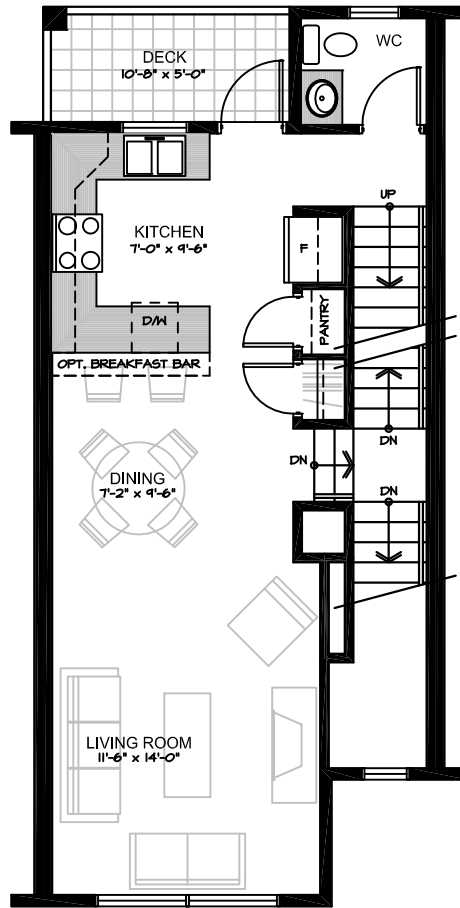 DECK
10'-8" x 5'-0"
WC
UP
KITCHEN
7'-0" x 9'-6"
F
PANTRY
D/W
OPT. BREAKFAST BAR
DN
DN
DINING
7'-2" x 9'-6"
DN
LIVING ROOM
11'-6" x 14'-0"